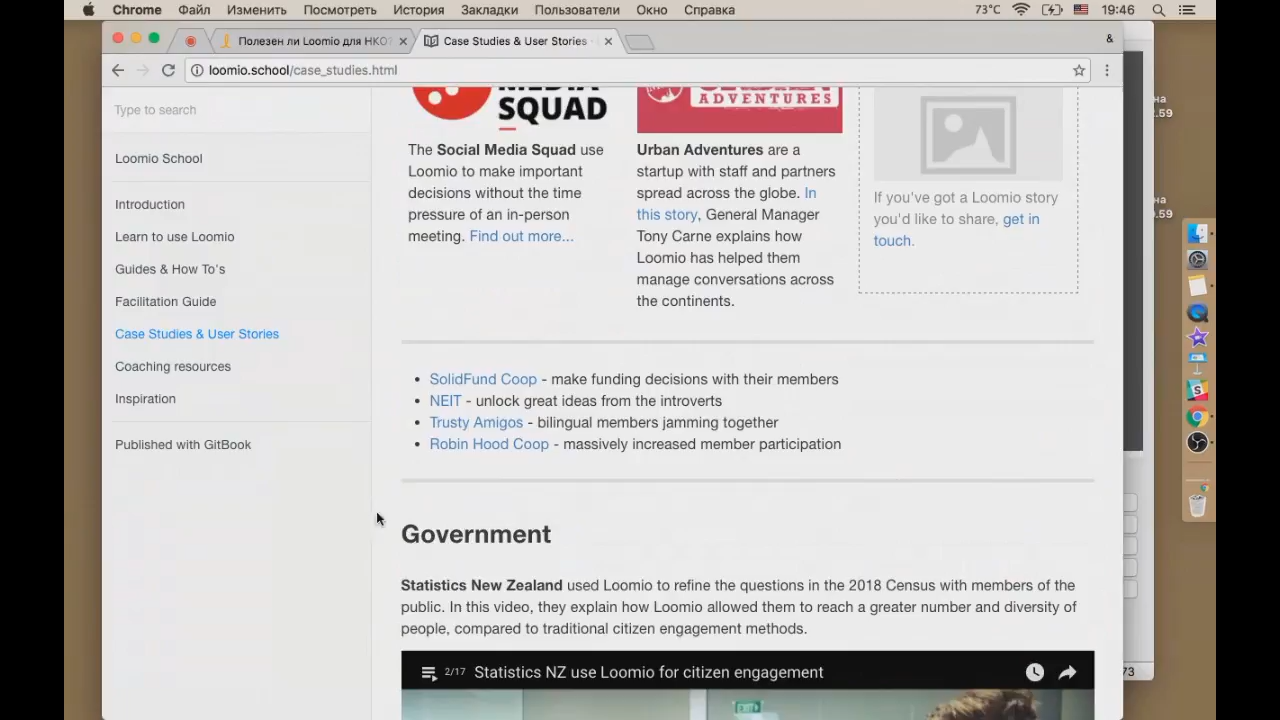 Chrome Файл Изменить Посмотреть История Закладки Пользователи Окно Справка 73°C 19:46
Полезен ли Loomio для НКО
Case Studies & User Stories
loomio.school/case_studies.html
Type to search
Loomio School
Introduction
Learn to use Loomio
Guides & How To's
Facilitation Guide
Case Studies & User Stories
Coaching resources
Inspiration
Published with GitBook
MEDIA
SQUAD
The Social Media Squad use
Loomio to make important
decisions without the time
pressure of an in-person
meeting. Find out more...
ADVENTURES
Urban Adventures are a
startup with staff and partners
spread across the globe. In
this story, General Manager
Tony Carne explains how
Loomio has helped them
manage conversations across
the continents.
If you've got a Loomio story
you'd like to share, get in
touch.
• SolidFund Coop - make funding decisions with their members
• NEIT - unlock great ideas from the introverts
• Trusty Amigos - bilingual members jamming together
• Robin Hood Coop - massively increased member participation
Government
Statistics New Zealand used Loomio to refine the questions in the 2018 Census with members of the
public. In this video, they explain how Loomio allowed them to reach a greater number and diversity of
people, compared to traditional citizen engagement methods.
2/17 Statistics NZ use Loomio for citizen engagement
EXIT
на
.59
на
.59
73